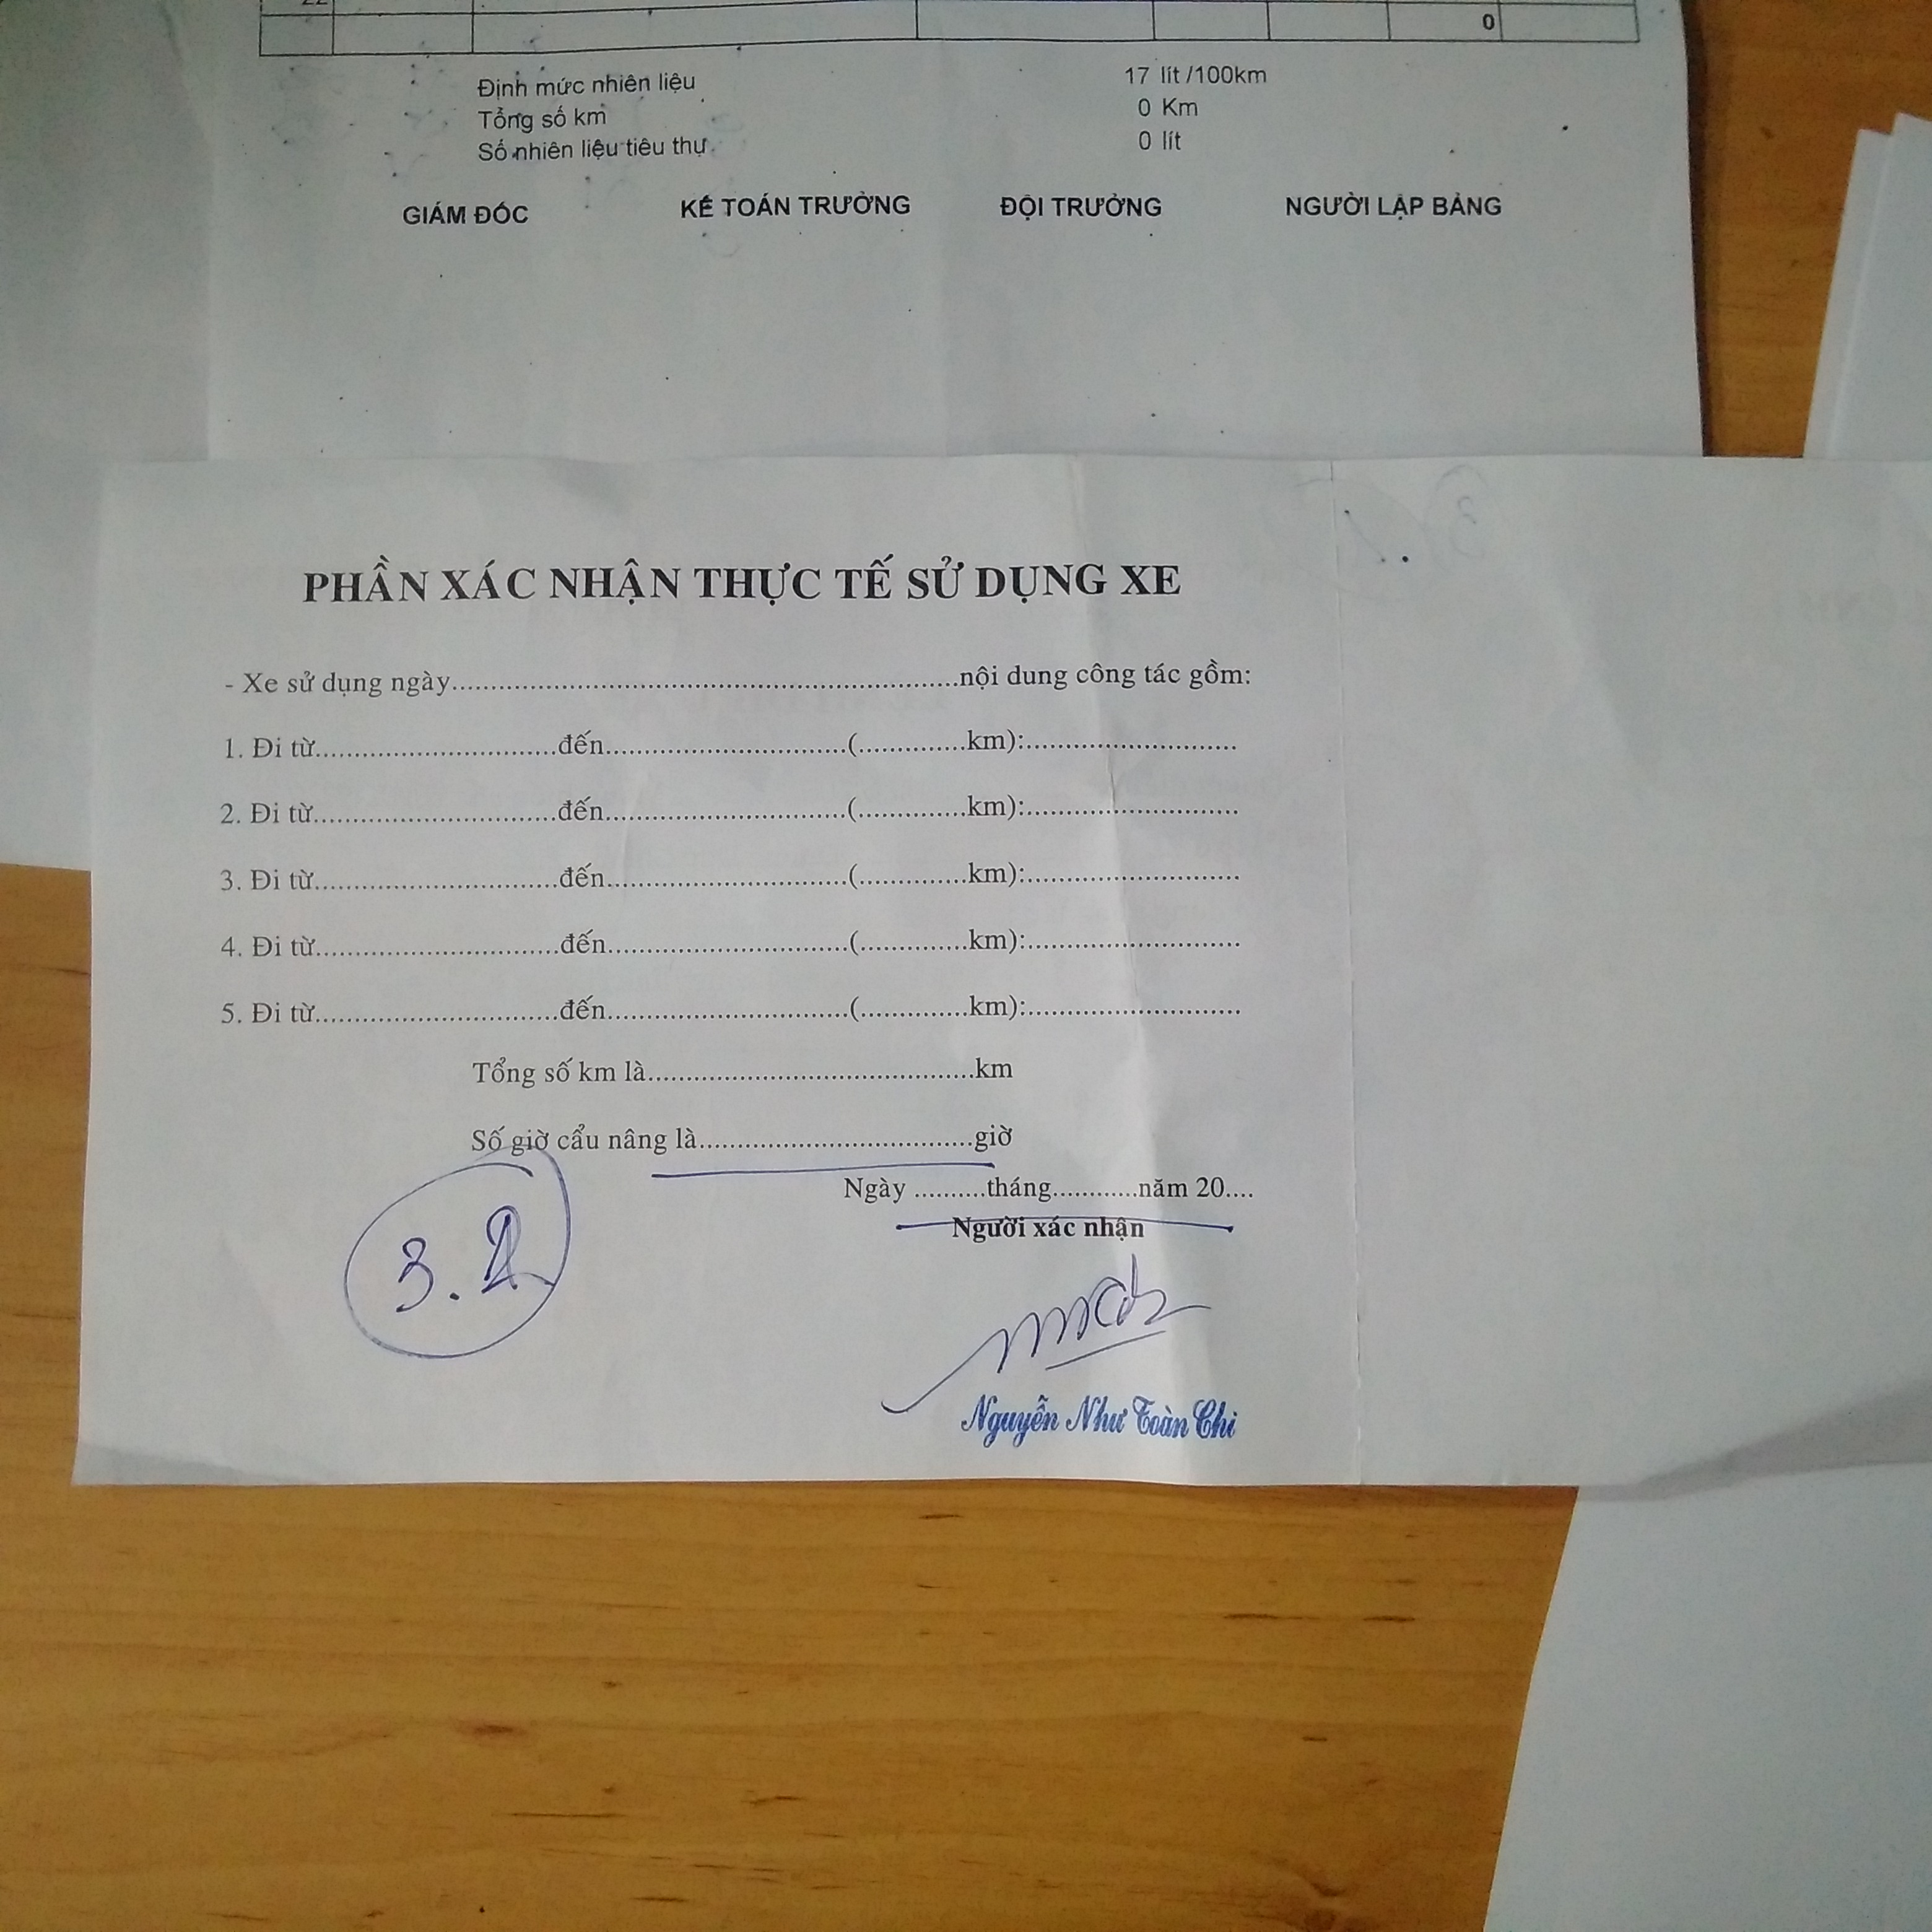 22
0
Định mức nhiên liệu 17 lít /100km
Tổng số km 0 Km
Số nhiên liệu tiêu thụ 0 lít
GIÁM ĐỐC KẾ TOÁN TRƯỞNG ĐỘI TRƯỞNG NGƯỜI LẬP BẢNG
PHẦN XÁC NHẬN THỰC TẾ SỬ DỤNG XE
- Xe sử dụng ngày................................................................nội dung công tác gồm:
1. Đi từ...............................đến...............................(..............km):...........................
2. Đi từ...............................đến...............................(..............km):...........................
3. Đi từ...............................đến...............................(..............km):...........................
4. Đi từ...............................đến...............................(..............km):...........................
5. Đi từ...............................đến...............................(..............km):...........................
Tổng số km là..........................................km
Số giờ cẩu nâng là...................................giờ
Ngày ..........tháng............năm 20....
Người xác nhận
3.2
Nguyễn Như Toàn Chi